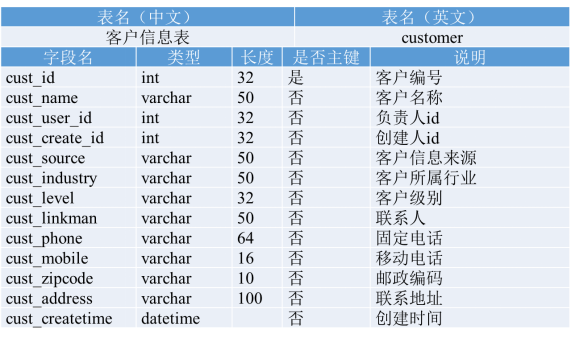 表名（中文） 表名（英文）
客户信息表 customer
字段名 类型 长度 是否主键 说明
cust_id int 32 是 客户编号
cust_name varchar 50 否 客户名称
cust_user_id int 32 否 负责人id
cust_create_id int 32 否 创建人id
cust_source varchar 50 否 客户信息来源
cust_industry varchar 50 否 客户所属行业
cust_level varchar 32 否 客户级别
cust_linkman varchar 50 否 联系人
cust_phone varchar 64 否 固定电话
cust_mobile varchar 16 否 移动电话
cust_zipcode varchar 10 否 邮政编码
cust_address varchar 100 否 联系地址
cust_createtime datetime 否 创建时间